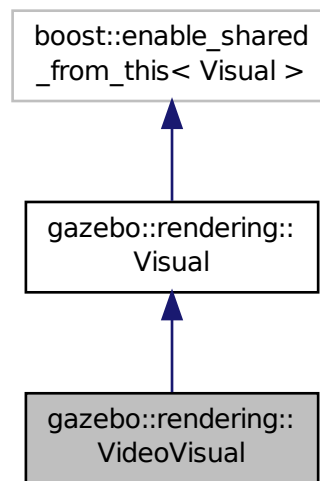 boost::enable_shared
_from_this< Visual >
gazebo::rendering::
Visual
gazebo::rendering::
VideoVisual